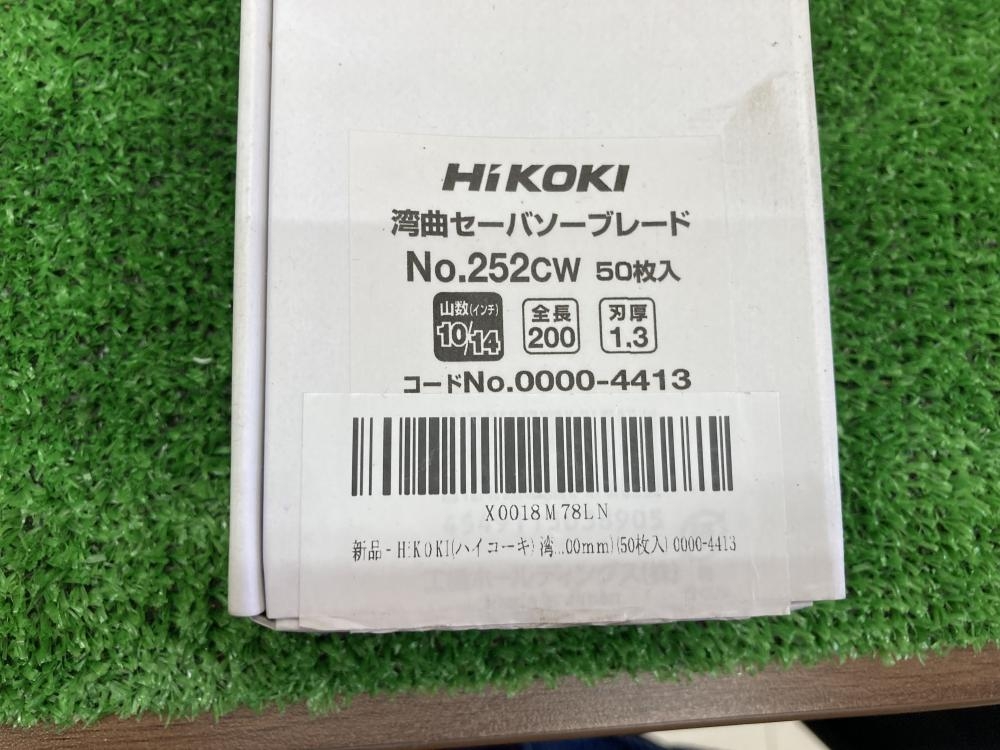 HiKOKI
湾曲セーバソーブレード
No.252CW 50枚入
山数(インチ) 全長 刃厚
10/14 200 1.3
コードNo.0000-4413
X0018M78LN
新品 - HiKOKI(ハイコーキ) 湾...00mm)(50枚入) 0000-4413